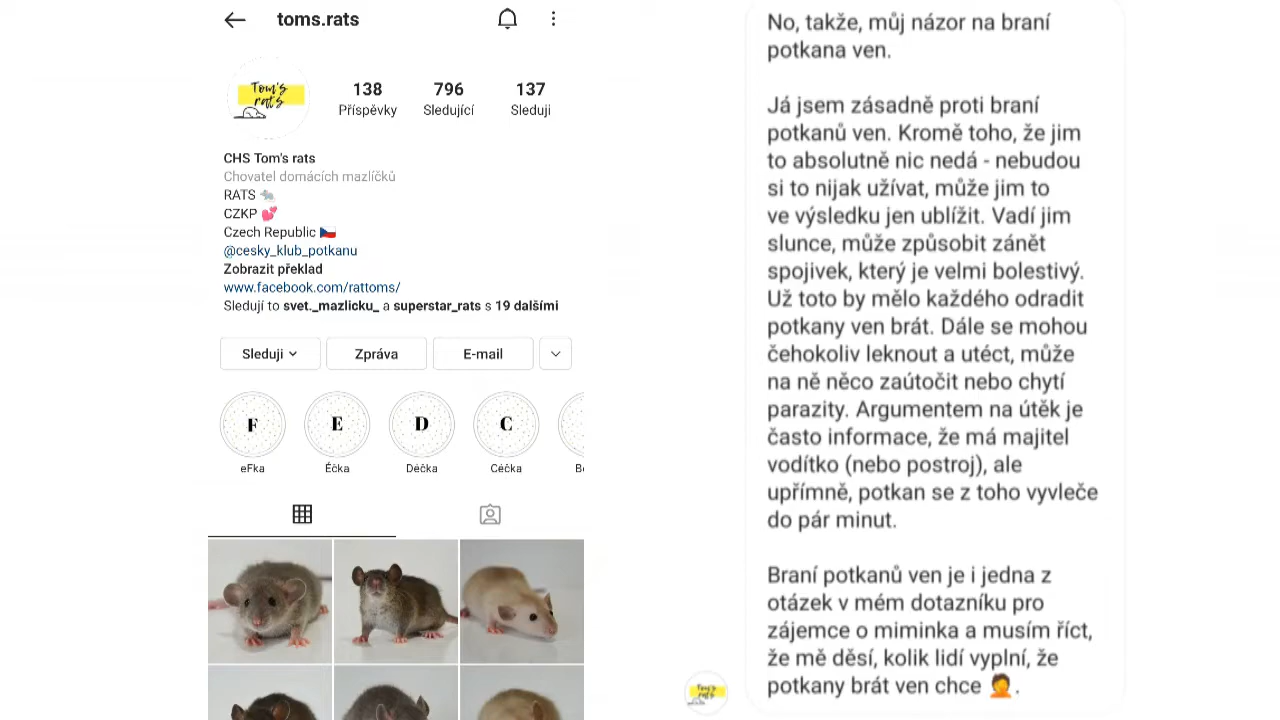 toms.rats
Tom's
rats
138
796
137
Příspěvky
Sledující
Sleduji
CHS Tom's rats
Chovatel domácích mazlíčků
RATS 🐀
CZKP 💕
Czech Republic 🇨🇿
@cesky_klub_potkanu
Zobrazit překlad
www.facebook.com/rattoms/
Sledují to svet._mazlicku_ a superstar_rats s 19 dalšími
Sleduji
Zpráva
E-mail
F
E
D
C
eFka
Éčka
Déčka
Céčka
No, takže, můj názor na braní
potkana ven.
Já jsem zásadně proti braní
potkanů ven. Kromě toho, že jim
to absolutně nic nedá - nebudou
si to nijak užívat, může jim to
ve výsledku jen ublížit. Vadí jim
slunce, může způsobit zánět
spojivek, který je velmi bolestivý.
Už toto by mělo každého odradit
potkany ven brát. Dále se mohou
čehokoliv leknout a utéct, může
na ně něco zaútočit nebo chytí
parazity. Argumentem na útěk je
často informace, že má majitel
vodítko (nebo postroj), ale
upřímně, potkan se z toho vyvleče
do pár minut.
Braní potkanů ven je i jedna z
otázek v mém dotazníku pro
zájemce o miminka a musím říct,
že mě děsí, kolik lidí vyplní, že
potkany brát ven chce 🤦.
Tom's
rats